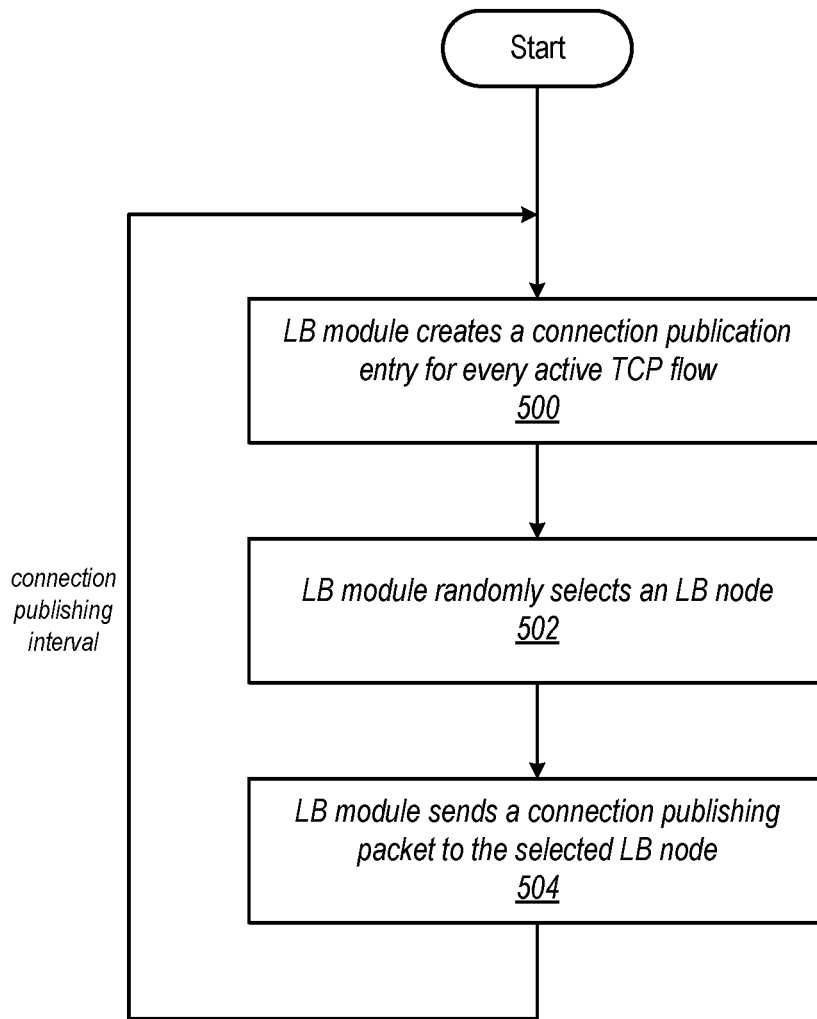 Start
LB module creates a connection publication
entry for every active TCP flow
500
LB module randomly selects an LB node
502
connection
publishing
interval
LB module sends a connection publishing
packet to the selected LB node
504